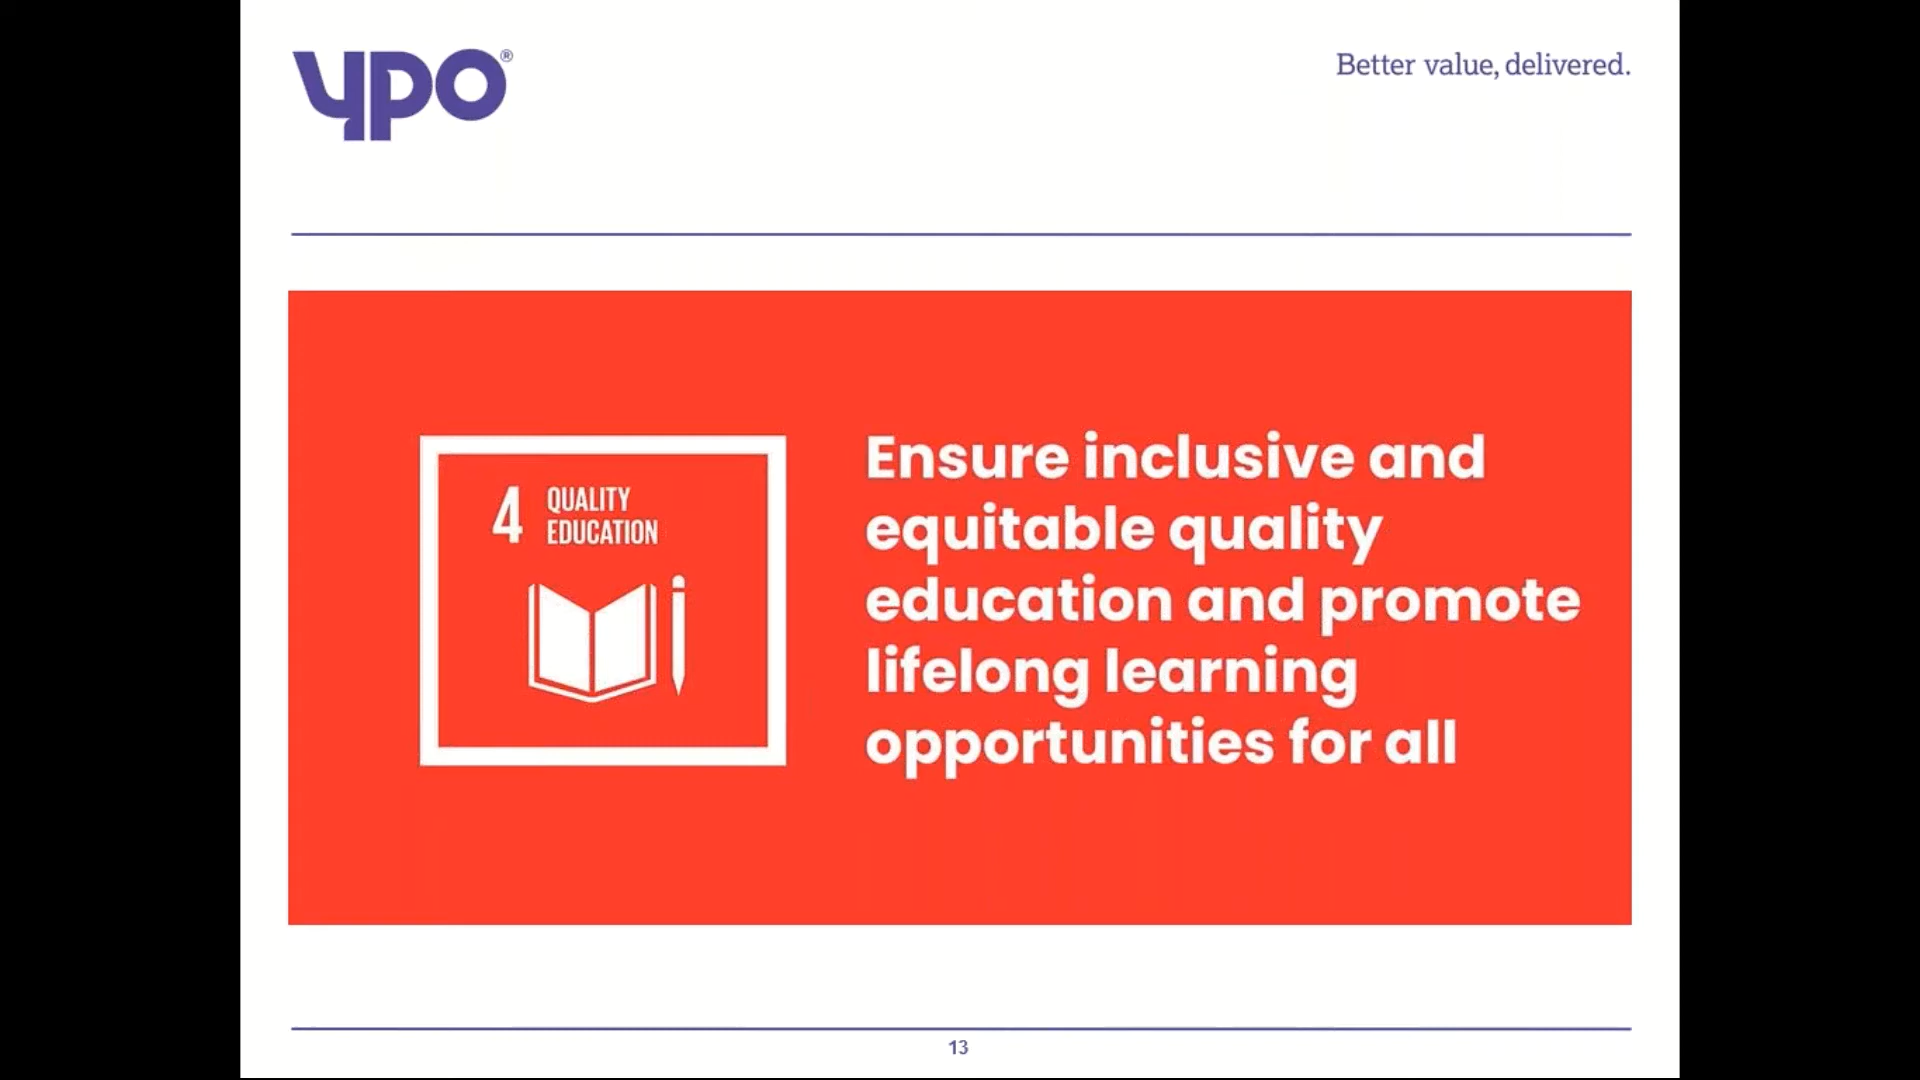 ypo®
Better value, delivered.
4 QUALITY
EDUCATION
Ensure inclusive and
equitable quality
education and promote
lifelong learning
opportunities for all
13